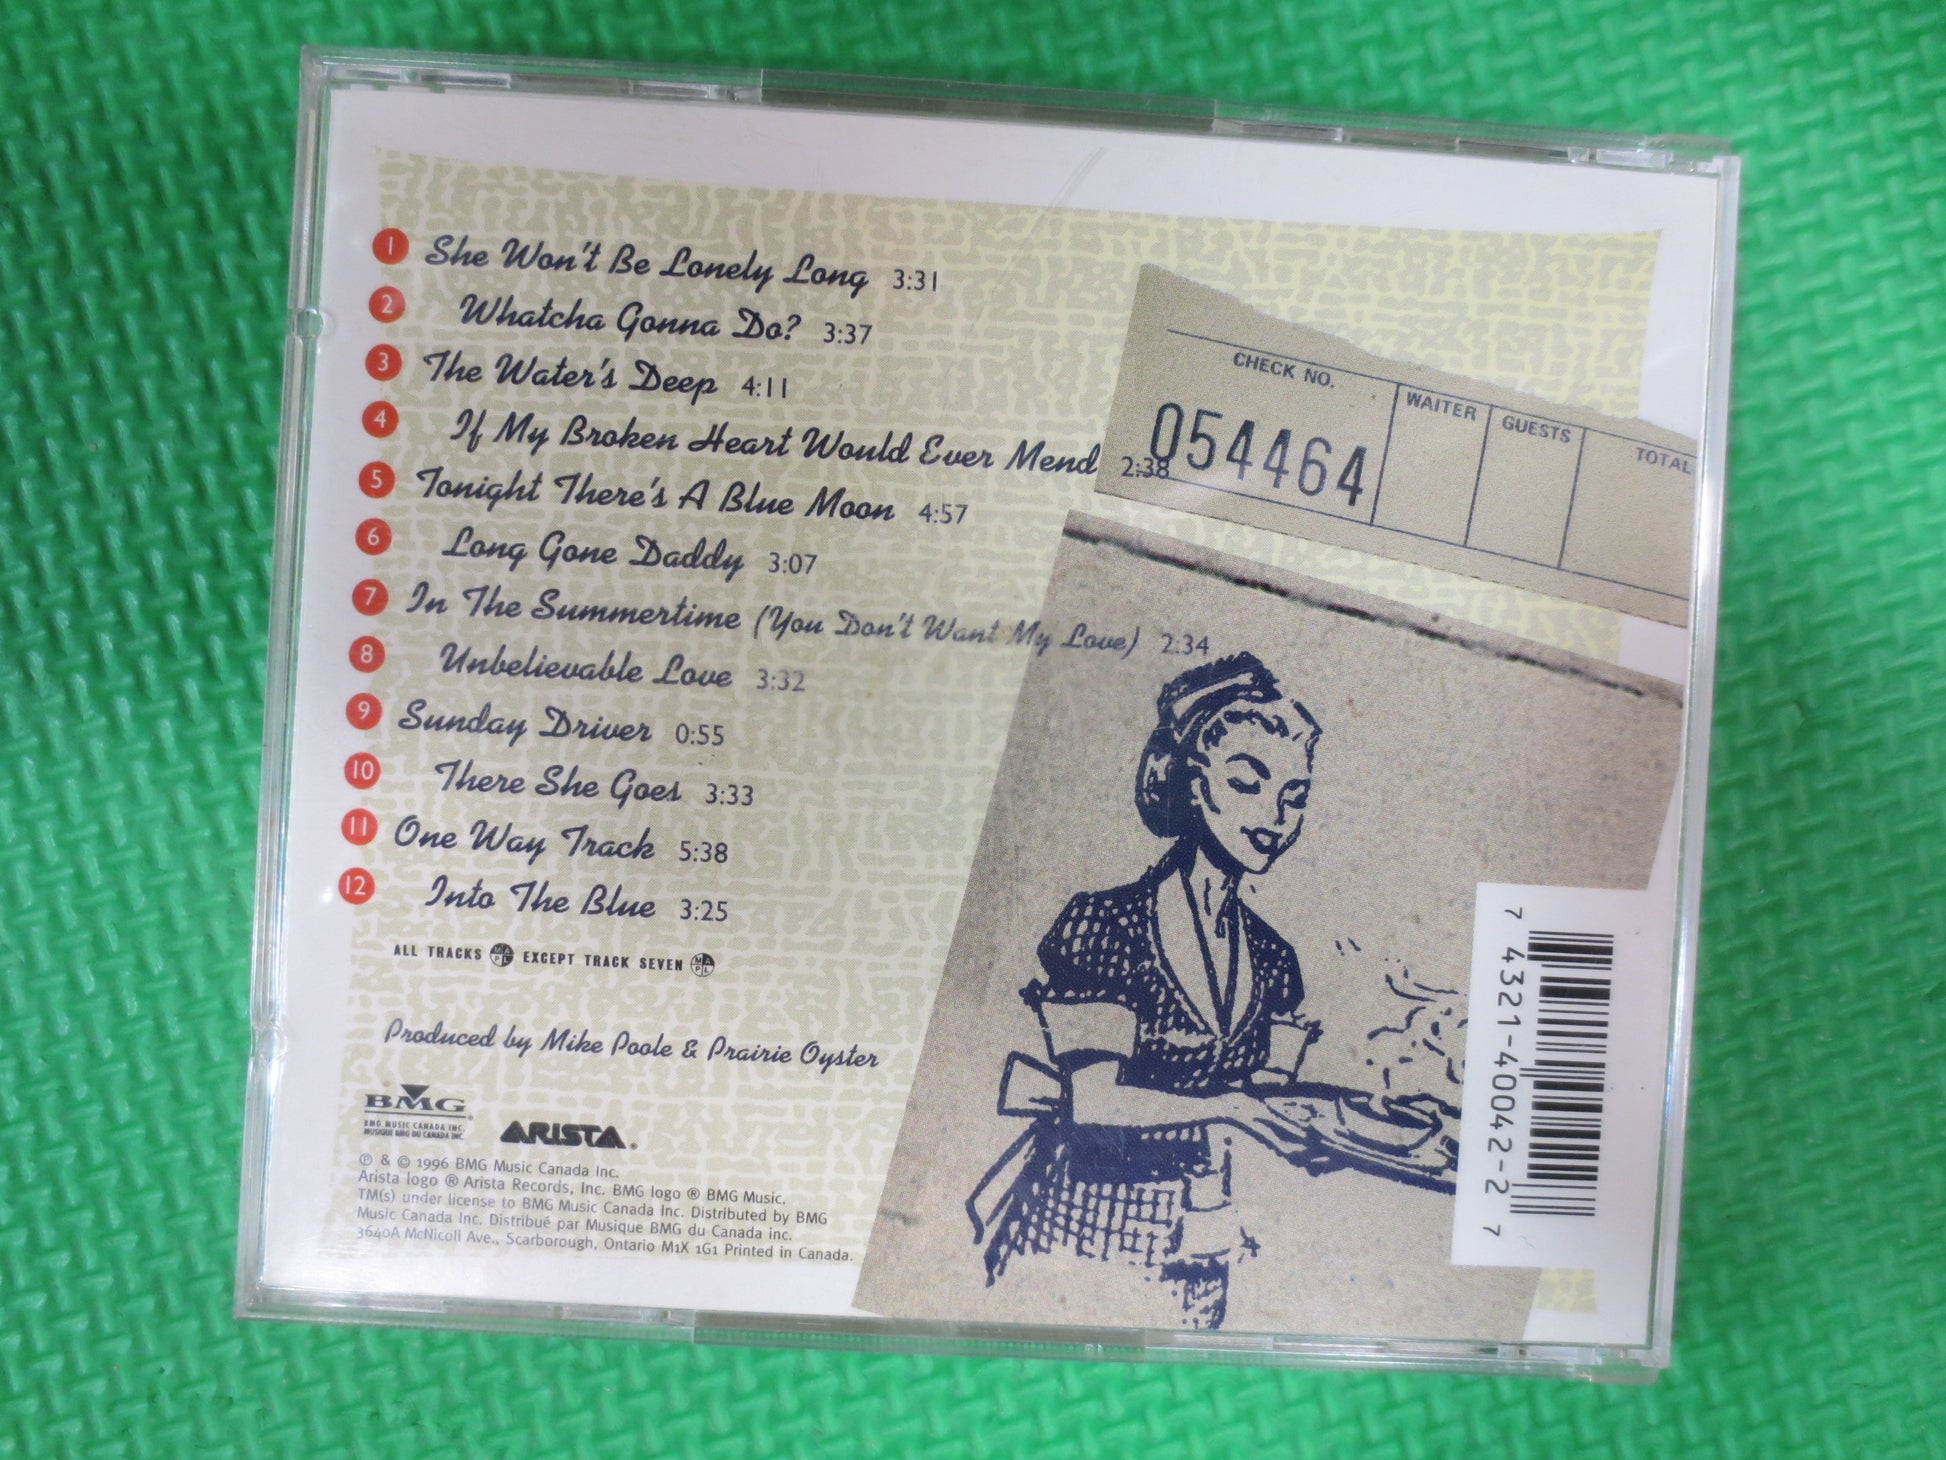 1 She Won't Be Lonely Long 3:31
2 Whatcha Gonna Do? 3:37
3 The Water's Deep 4:11
4 If My Broken Heart Would Ever Mend 2:38
5 Tonight There's A Blue Moon 4:57
6 Long Gone Daddy 3:07
7 In The Summertime (You Don't Want My Love) 2:34
8 Unbelievable Love 3:32
9 Sunday Driver 0:55
10 There She Goes 3:33
11 One Way Track 5:38
12 Into The Blue 3:25
ALL TRACKS MAPL EXCEPT TRACK SEVEN MAPL
Produced by Mike Poole & Prairie Oyster
BMG
BMG MUSIC CANADA INC.
MUSIQUE BMG DU CANADA INC.
ARISTA®
℗ & © 1996 BMG Music Canada Inc.
Arista logo ® Arista Records, Inc. BMG logo ® BMG Music.
TM(s) under license to BMG Music Canada Inc. Distributed by BMG
Music Canada Inc. Distribué par Musique BMG du Canada inc.
3640A McNicoll Ave., Scarborough, Ontario M1X 1G1 Printed in Canada.
CHECK NO. WAITER GUESTS TOTAL
054464
7 4321-40042-2 7